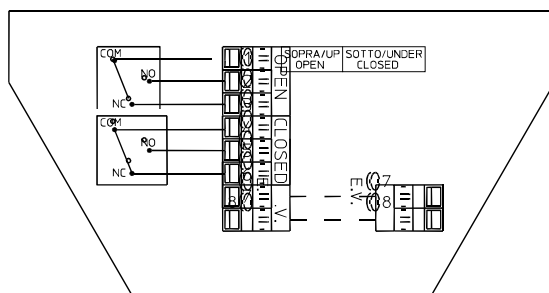 COM
NO
NC
COM
NO
NC
OPEN
CLOSED
E.V.
8
SOPRA/UP OPEN
SOTTO/UNDER CLOSED
E.V.
7
8